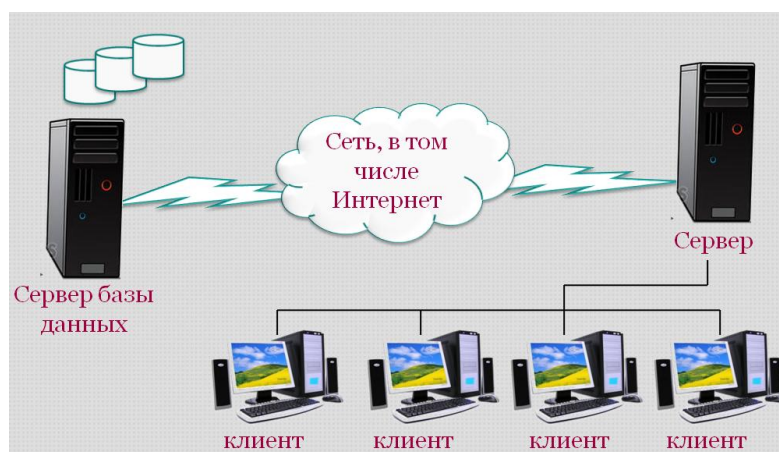 Сеть, в том
числе
Интернет
Сервер
Сервер базы
данных
клиент
клиент
клиент
клиент